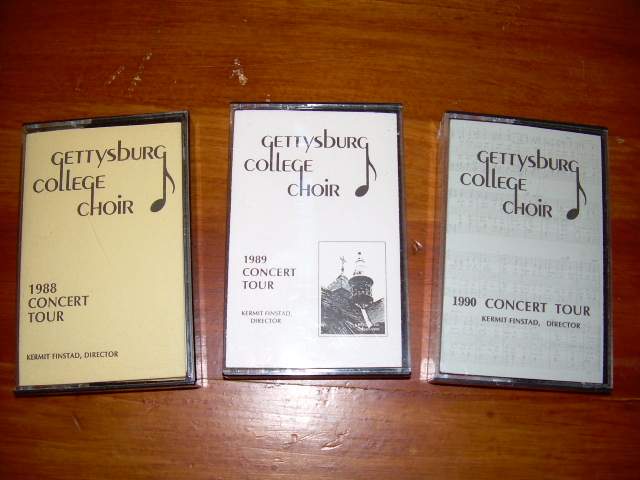 GETTYSBURG
COLLEGE
CHOIR
1988
CONCERT
TOUR
KERMIT FINSTAD, DIRECTOR
GETTYSBURG
COLLEGE
CHOIR
1989
CONCERT
TOUR
KERMIT FINSTAD,
DIRECTOR
GETTYSBURG
COLLEGE
CHOIR
1990 CONCERT TOUR
KERMIT FINSTAD, DIRECTOR